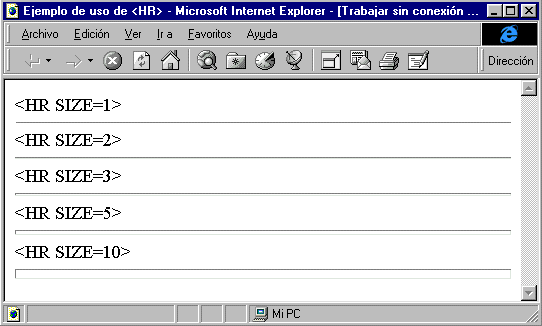 Ejemplo de uso de <HR> - Microsoft Internet Explorer - [Trabajar sin conexión ...
Archivo Edición Ver Ir a Favoritos Ayuda
Dirección
<HR SIZE=1>
<HR SIZE=2>
<HR SIZE=3>
<HR SIZE=5>
<HR SIZE=10>
Mi PC